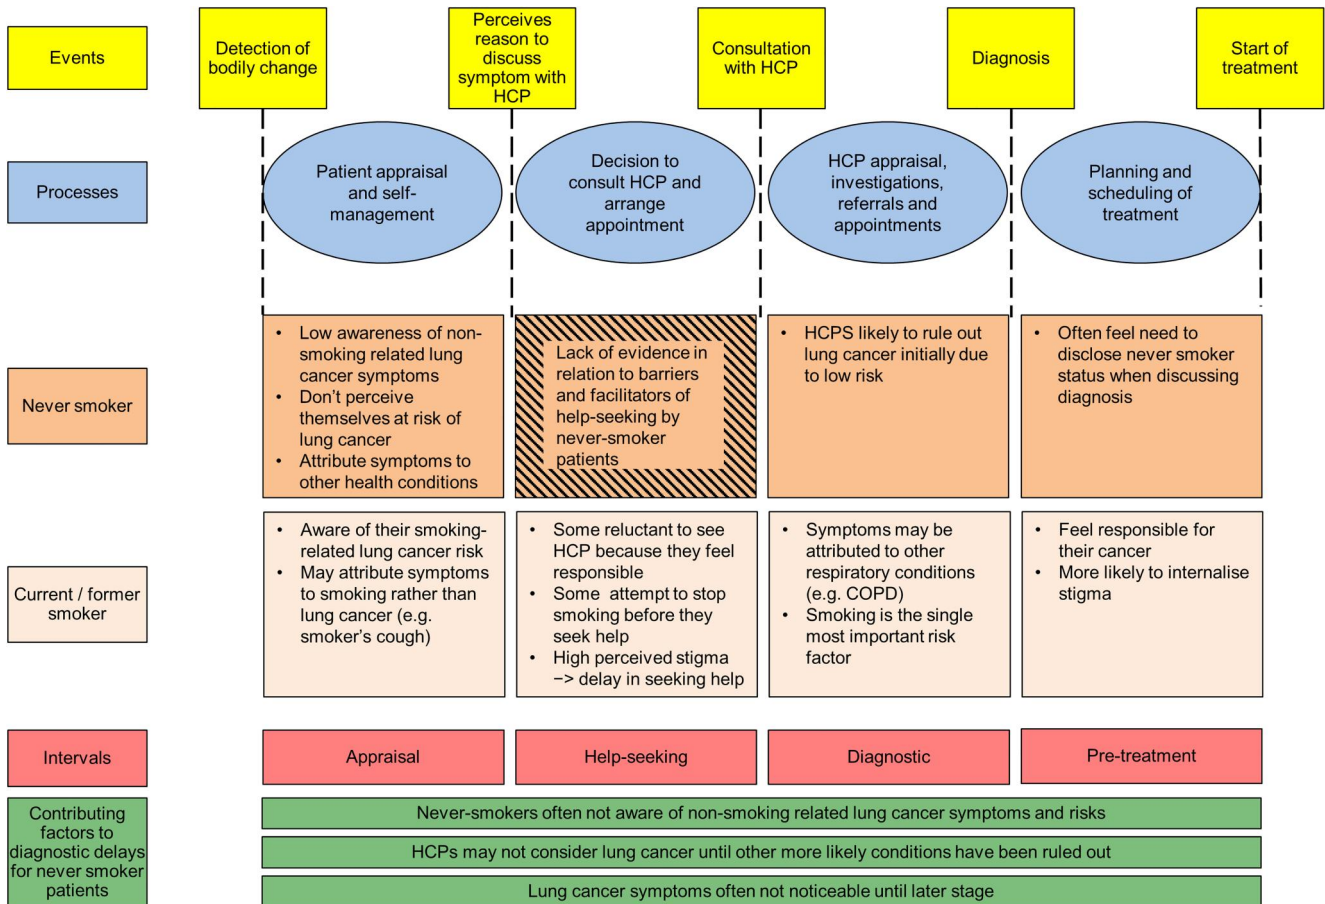 Events
Detection of
bodily change
Perceives
reason to
discuss
symptom with
HCP
Consultation
with HCP
Diagnosis
Start of
treatment
Processes
Patient appraisal
and self-
management
Decision to
consult HCP and
arrange
appointment
HCP appraisal,
investigations,
referrals and
appointments
Planning and
scheduling of
treatment
Never smoker
• Low awareness of non-
smoking related lung
cancer symptoms
• Don't perceive
themselves at risk of
lung cancer
• Attribute symptoms to
other health conditions
Lack of evidence in
relation to barriers
and facilitators of
help-seeking by
never-smoker
patients
• HCPS likely to rule out
lung cancer initially due
to low risk
• Often feel need to
disclose never smoker
status when discussing
diagnosis
Current / former
smoker
• Aware of their smoking-
related lung cancer risk
• May attribute symptoms
to smoking rather than
lung cancer (e.g.
smoker's cough)
• Some reluctant to see
HCP because they feel
responsible
• Some attempt to stop
smoking before they
seek help
• High perceived stigma
−> delay in seeking help
• Symptoms may be
attributed to other
respiratory conditions
(e.g. COPD)
• Smoking is the single
most important risk
factor
• Feel responsible for
their cancer
• More likely to internalise
stigma
Intervals
Appraisal
Help-seeking
Diagnostic
Pre-treatment
Contributing
factors to
diagnostic delays
for never smoker
patients
Never-smokers often not aware of non-smoking related lung cancer symptoms and risks
HCPs may not consider lung cancer until other more likely conditions have been ruled out
Lung cancer symptoms often not noticeable until later stage